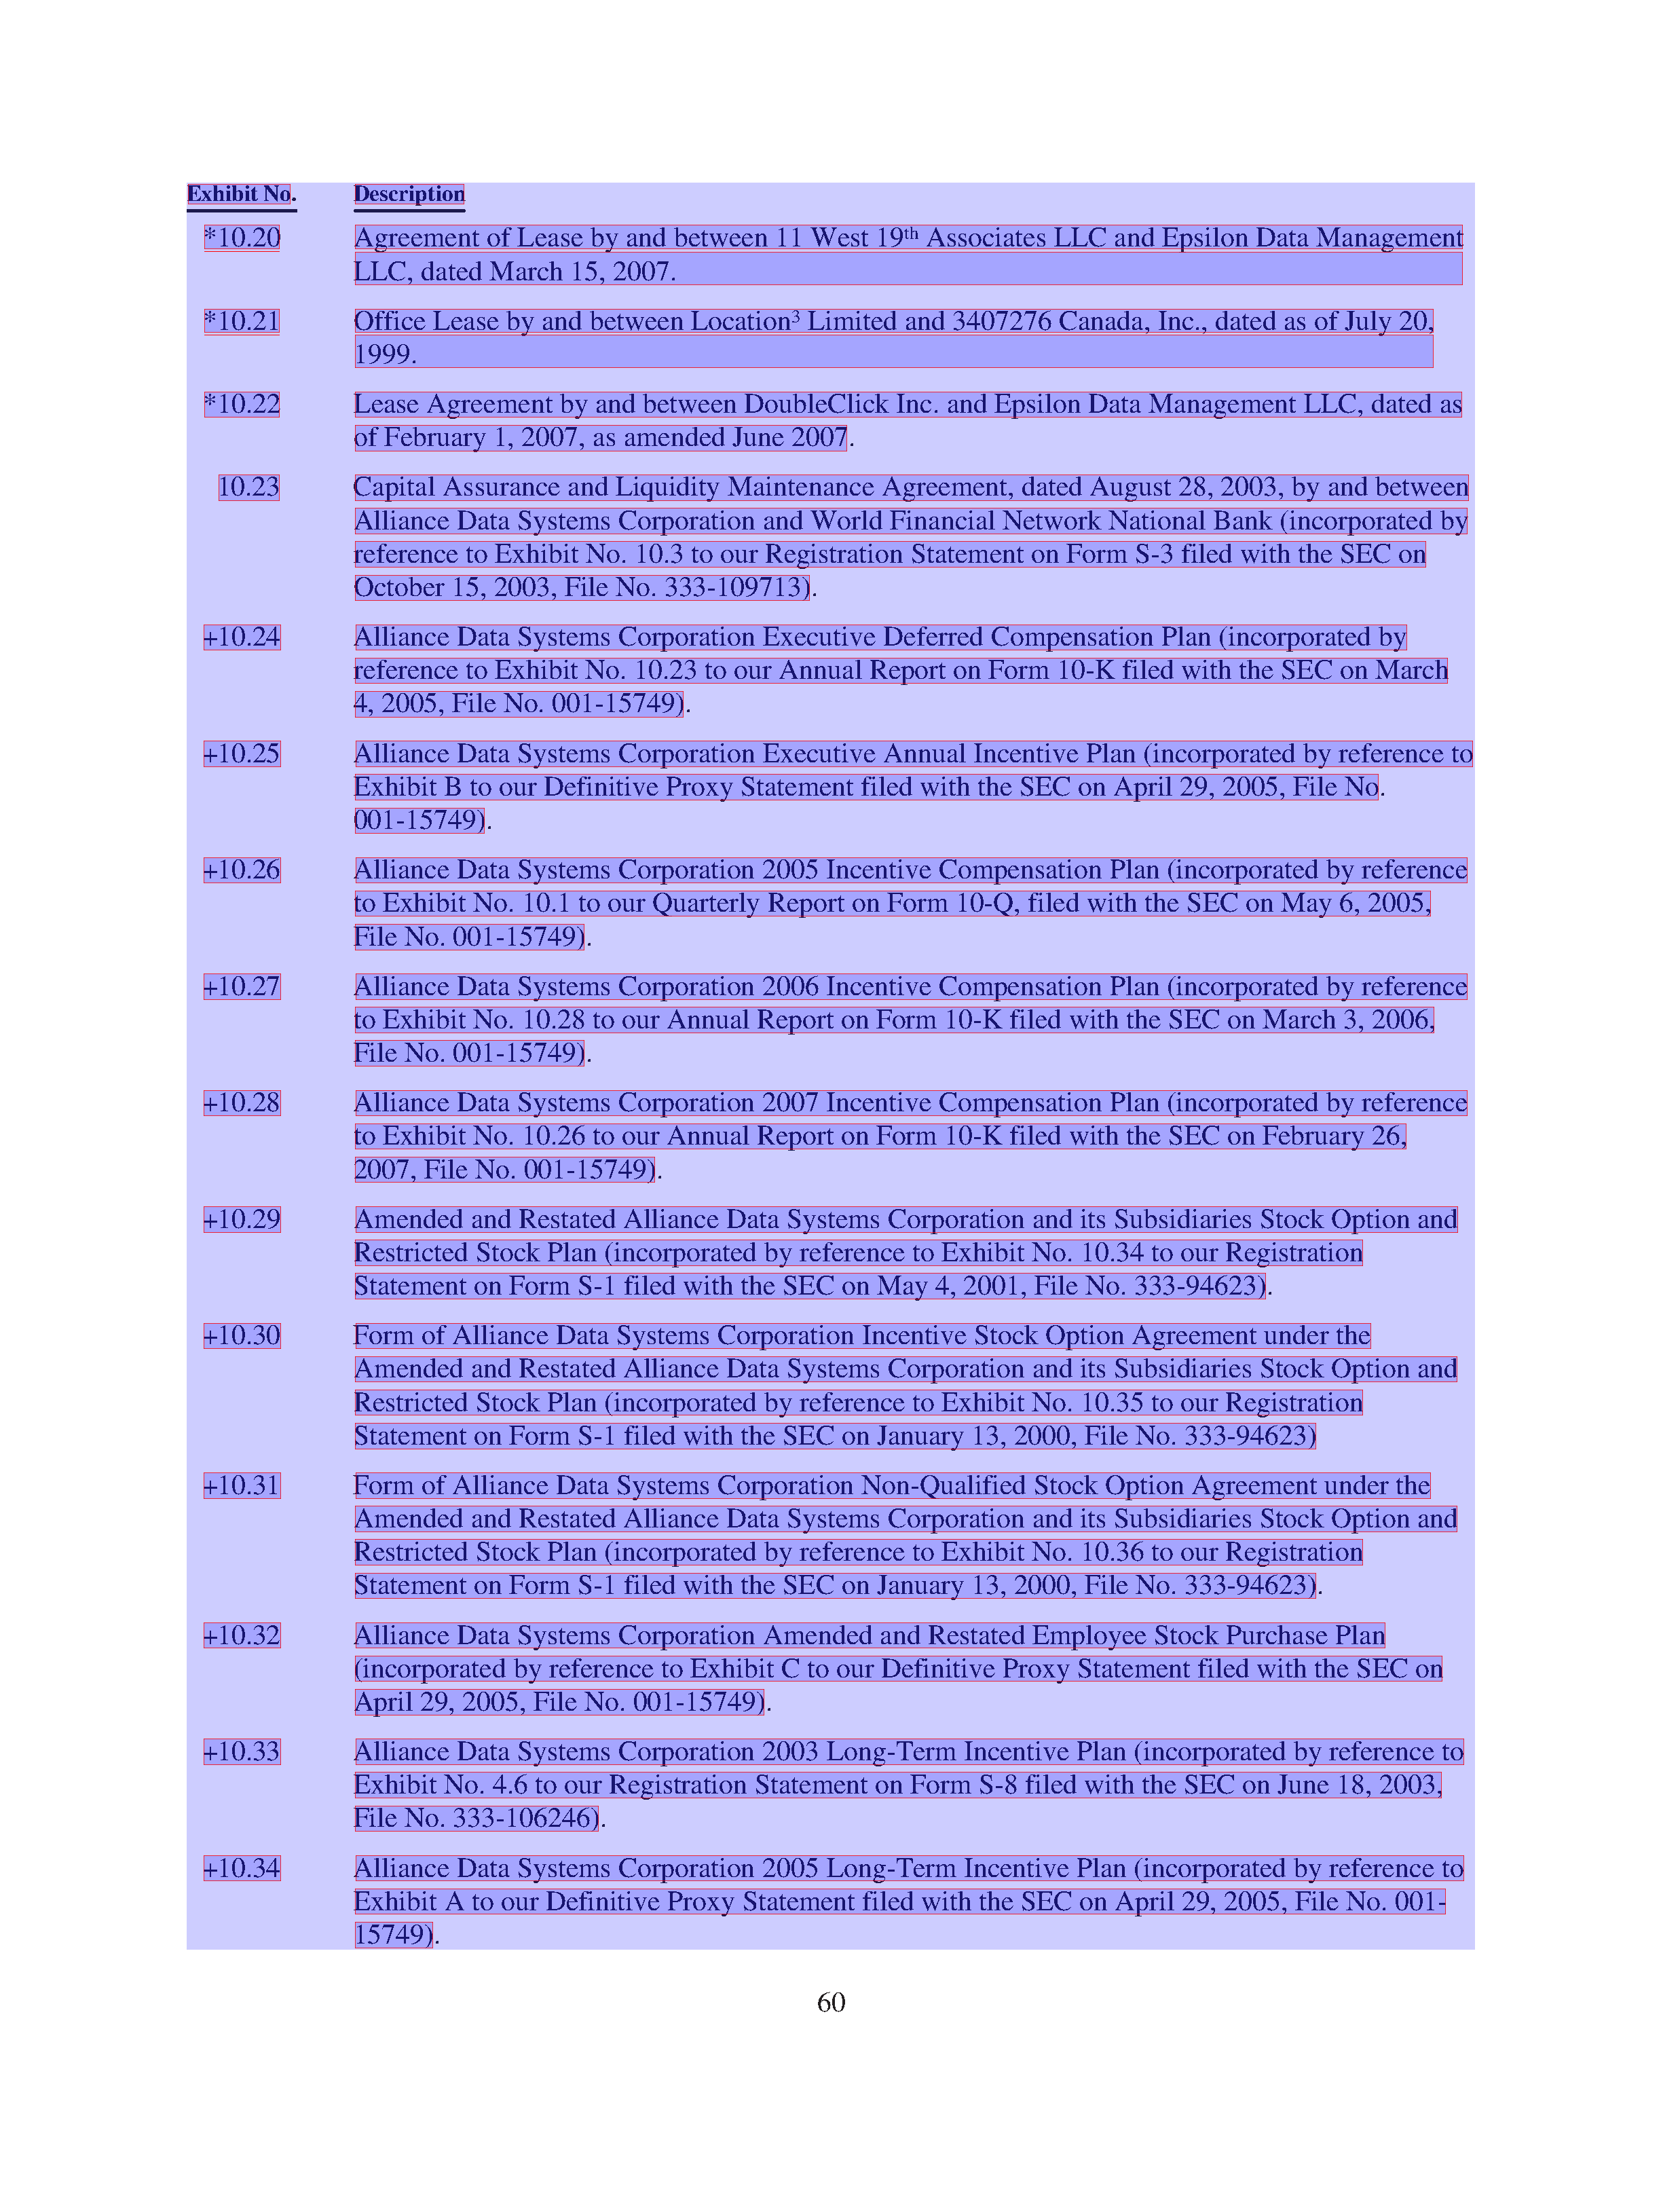 Exhibit No. Description
*10.20 Agreement of Lease by and between 11 West 19th Associates LLC and Epsilon Data Management
LLC, dated March 15, 2007.
*10.21 Office Lease by and between Location3 Limited and 3407276 Canada, Inc., dated as of July 20,
1999.
*10.22 Lease Agreement by and between DoubleClick Inc. and Epsilon Data Management LLC, dated as
of February 1, 2007, as amended June 2007.
10.23 Capital Assurance and Liquidity Maintenance Agreement, dated August 28, 2003, by and between
Alliance Data Systems Corporation and World Financial Network National Bank (incorporated by
reference to Exhibit No. 10.3 to our Registration Statement on Form S-3 filed with the SEC on
October 15, 2003, File No. 333-109713).
+10.24 Alliance Data Systems Corporation Executive Deferred Compensation Plan (incorporated by
reference to Exhibit No. 10.23 to our Annual Report on Form 10-K filed with the SEC on March
4, 2005, File No. 001-15749).
+10.25 Alliance Data Systems Corporation Executive Annual Incentive Plan (incorporated by reference to
Exhibit B to our Definitive Proxy Statement filed with the SEC on April 29, 2005, File No.
001-15749).
+10.26 Alliance Data Systems Corporation 2005 Incentive Compensation Plan (incorporated by reference
to Exhibit No. 10.1 to our Quarterly Report on Form 10-Q, filed with the SEC on May 6, 2005,
File No. 001-15749).
+10.27 Alliance Data Systems Corporation 2006 Incentive Compensation Plan (incorporated by reference
to Exhibit No. 10.28 to our Annual Report on Form 10-K filed with the SEC on March 3, 2006,
File No. 001-15749).
+10.28 Alliance Data Systems Corporation 2007 Incentive Compensation Plan (incorporated by reference
to Exhibit No. 10.26 to our Annual Report on Form 10-K filed with the SEC on February 26,
2007, File No. 001-15749).
+10.29 Amended and Restated Alliance Data Systems Corporation and its Subsidiaries Stock Option and
Restricted Stock Plan (incorporated by reference to Exhibit No. 10.34 to our Registration
Statement on Form S-1 filed with the SEC on May 4, 2001, File No. 333-94623).
+10.30 Form of Alliance Data Systems Corporation Incentive Stock Option Agreement under the
Amended and Restated Alliance Data Systems Corporation and its Subsidiaries Stock Option and
Restricted Stock Plan (incorporated by reference to Exhibit No. 10.35 to our Registration
Statement on Form S-1 filed with the SEC on January 13, 2000, File No. 333-94623)
+10.31 Form of Alliance Data Systems Corporation Non-Qualified Stock Option Agreement under the
Amended and Restated Alliance Data Systems Corporation and its Subsidiaries Stock Option and
Restricted Stock Plan (incorporated by reference to Exhibit No. 10.36 to our Registration
Statement on Form S-1 filed with the SEC on January 13, 2000, File No. 333-94623).
+10.32 Alliance Data Systems Corporation Amended and Restated Employee Stock Purchase Plan
(incorporated by reference to Exhibit C to our Definitive Proxy Statement filed with the SEC on
April 29, 2005, File No. 001-15749).
+10.33 Alliance Data Systems Corporation 2003 Long-Term Incentive Plan (incorporated by reference to
Exhibit No. 4.6 to our Registration Statement on Form S-8 filed with the SEC on June 18, 2003,
File No. 333-106246).
+10.34 Alliance Data Systems Corporation 2005 Long-Term Incentive Plan (incorporated by reference to
Exhibit A to our Definitive Proxy Statement filed with the SEC on April 29, 2005, File No. 001-
15749).
60